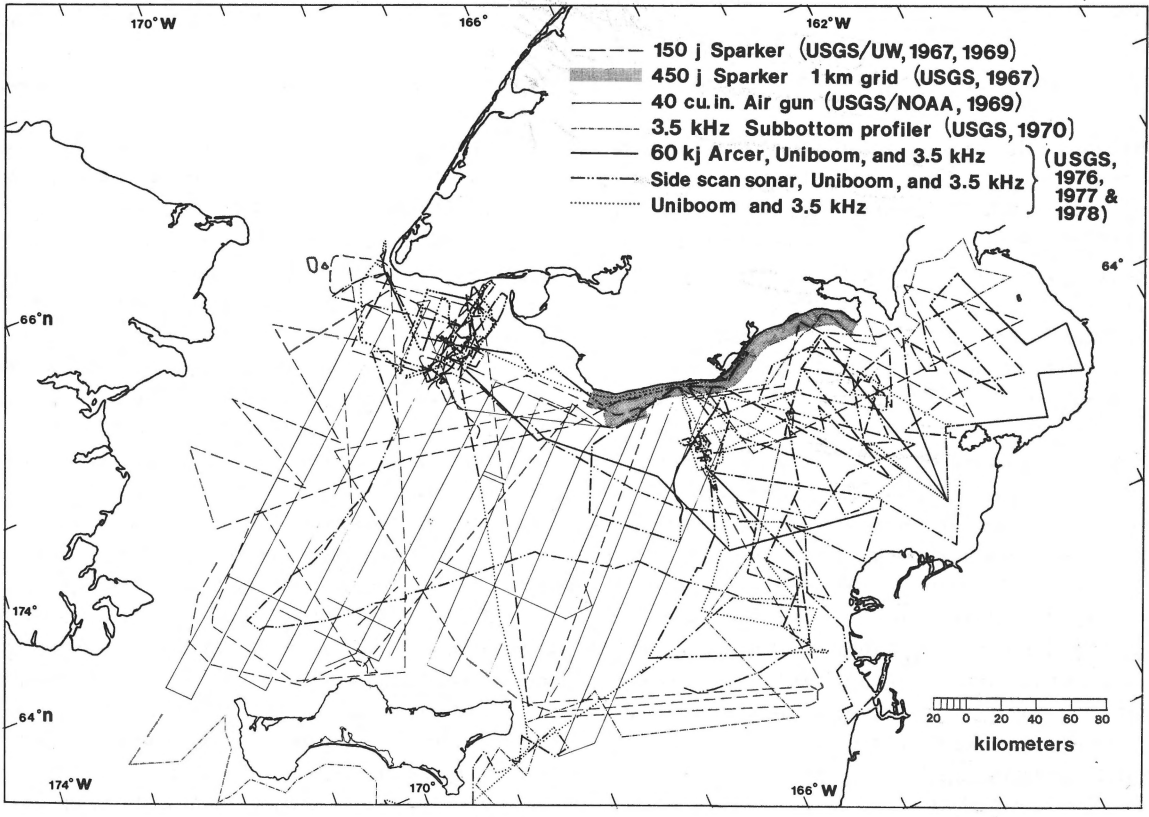 170° W
166°
162° W
150 j Sparker (USGS/UW, 1967, 1969)
450 j Sparker 1 km grid (USGS, 1967)
40 cu. in. Air gun (USGS/NOAA, 1969)
3.5 kHz Subbottom profiler (USGS, 1970)
60 kj Arcer, Uniboom, and 3.5 kHz
Side scan sonar, Uniboom, and 3.5 kHz
Uniboom and 3.5 kHz
(USGS,
1976,
1977 &
1978)
64°
66°n
174°
64°n
20 0 20 40 60 80
kilometers
174° W
170°
166° W